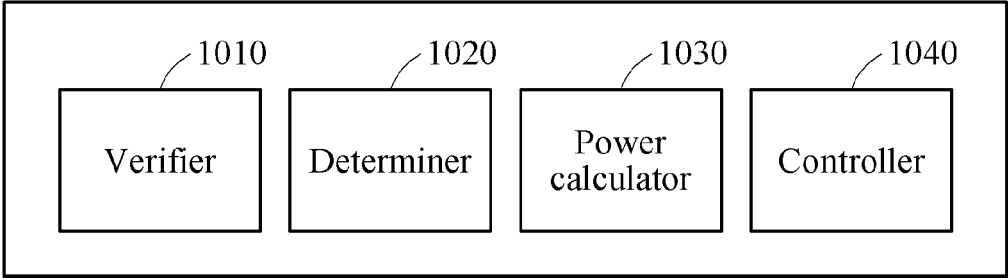 1010
1020
1030
1040
Verifier
Determiner
Power
calculator
Controller